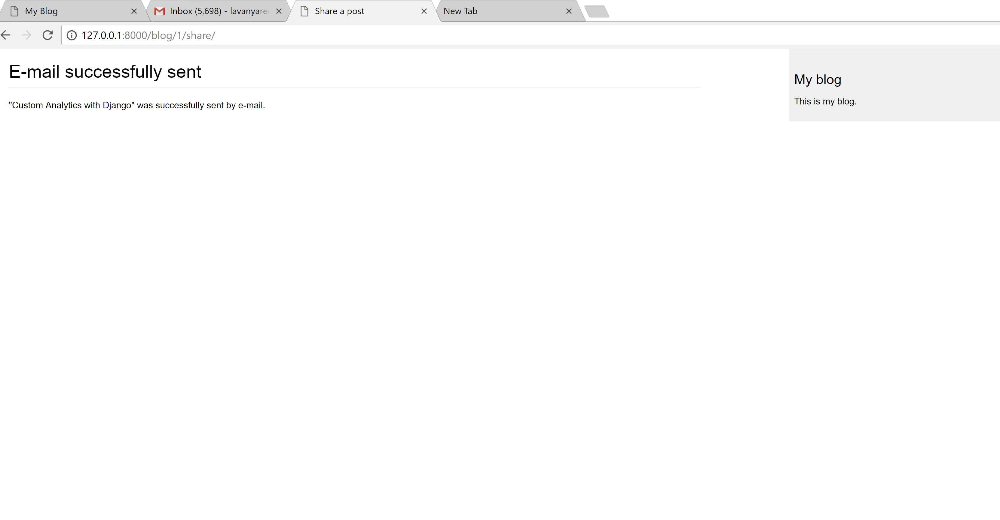 My Blog
Inbox (5,698) - lavanyare
Share a post
New Tab
127.0.0.1:8000/blog/1/share/
E-mail successfully sent
"Custom Analytics with Django" was successfully sent by e-mail.
My blog
This is my blog.